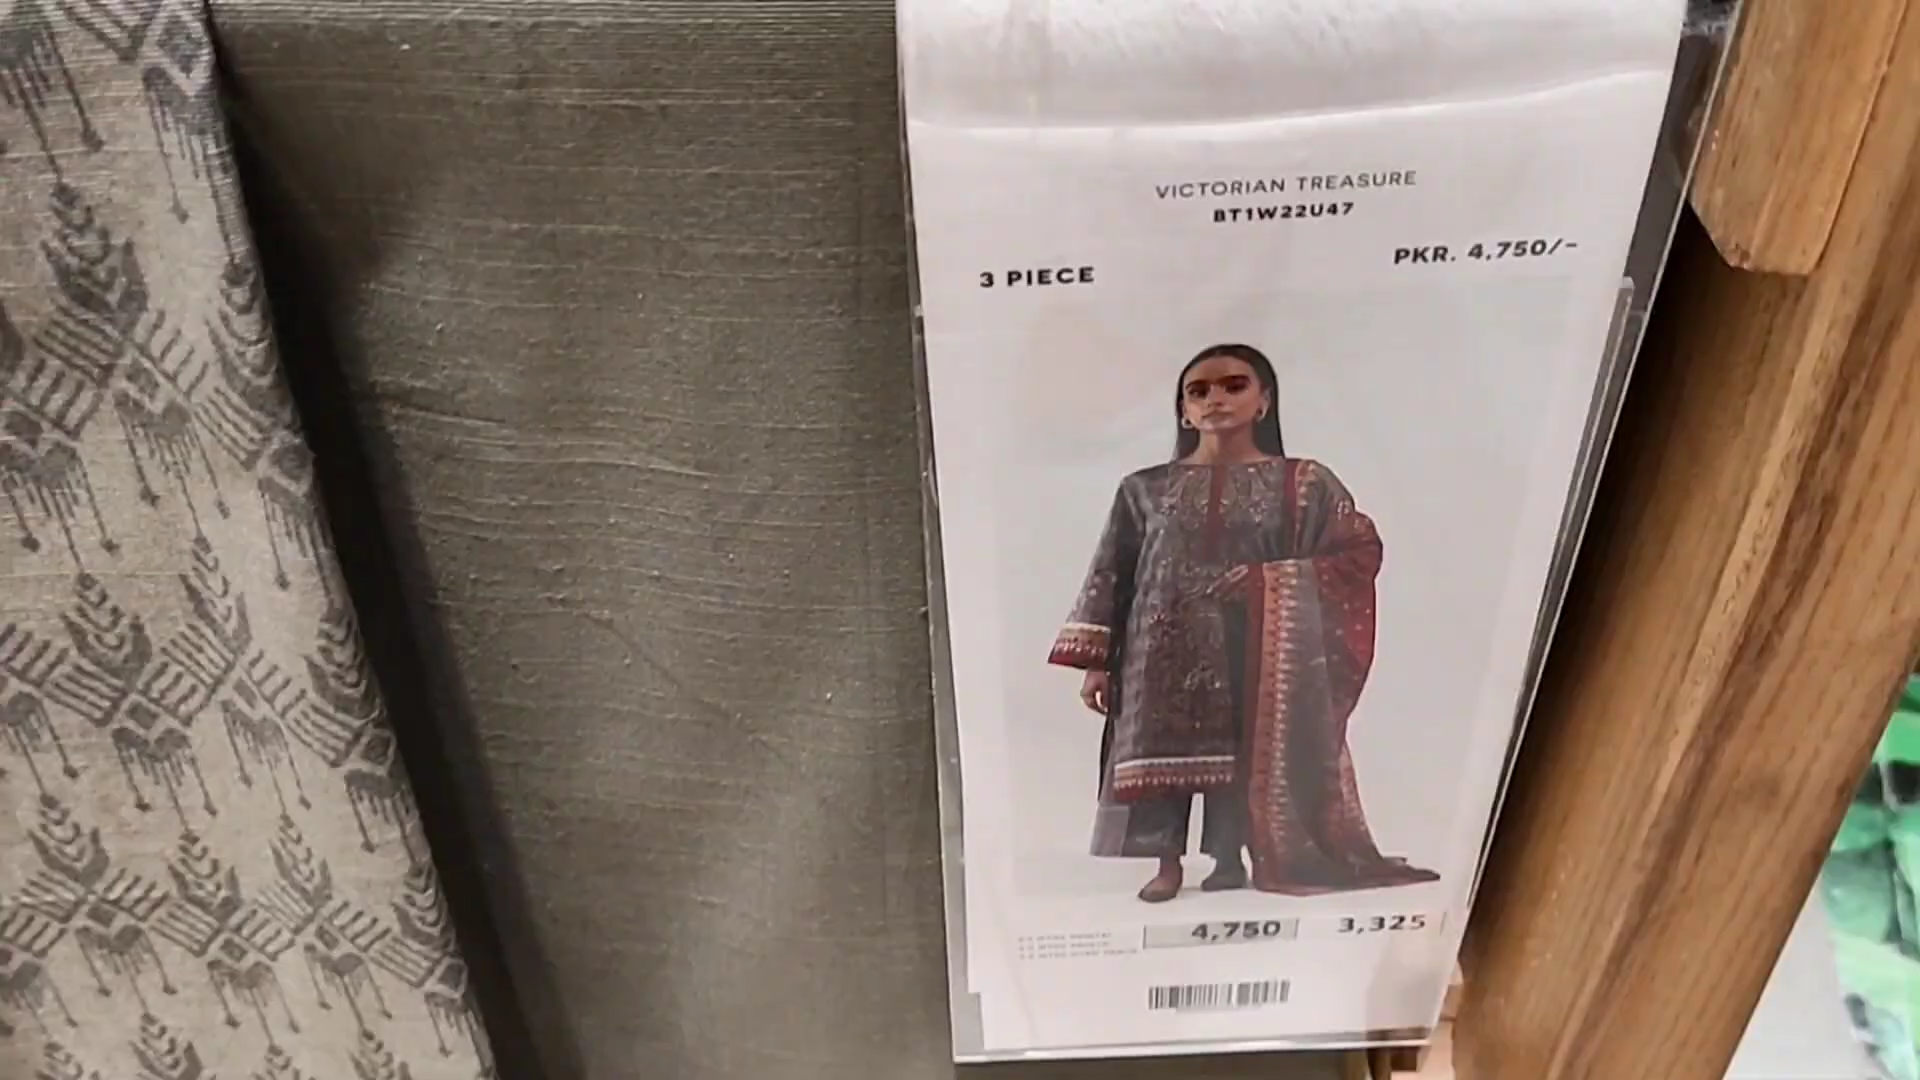 VICTORIAN TREASURE
BT1W22U47
3 PIECE
PKR. 4,750/-
4,750
3,325